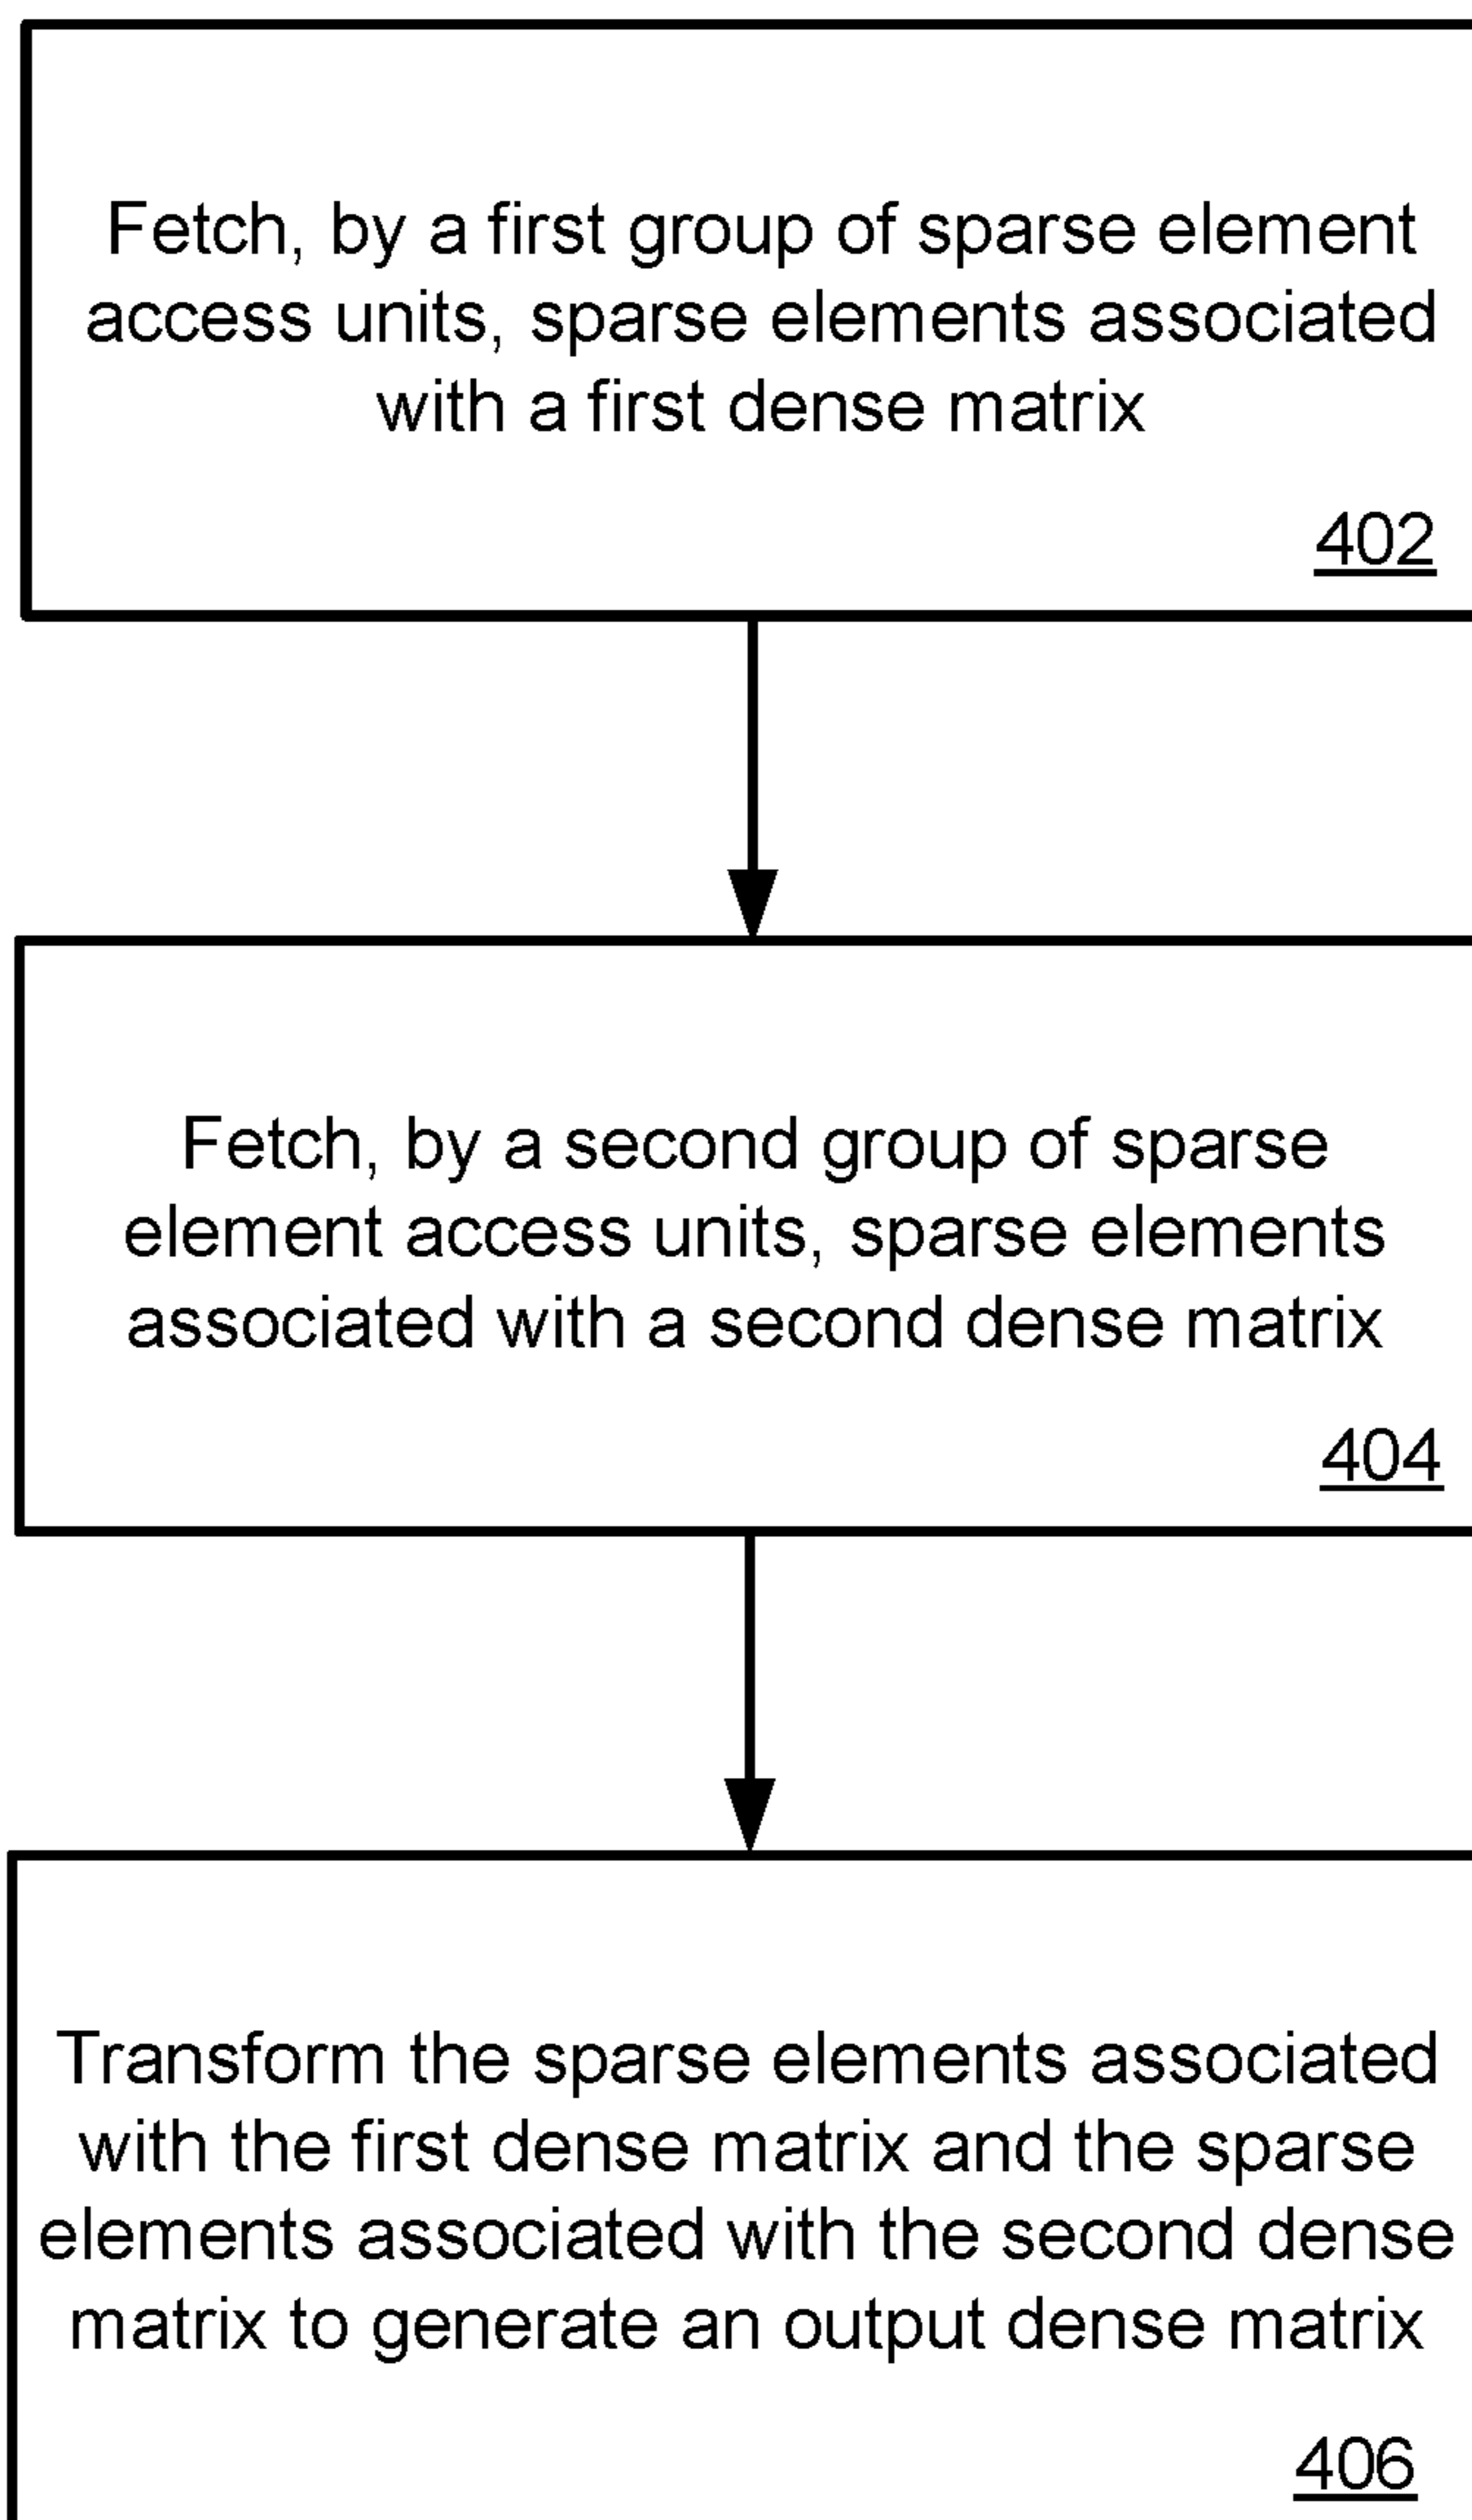 Fetch, by a first group of sparse element
access units, sparse elements associated
with a first dense matrix
402
Fetch, by a second group of sparse
element access units, sparse elements
associated with a second dense matrix
404
Transform the sparse elements associated
with the first dense matrix and the sparse
elements associated with the second dense
matrix to generate an output dense matrix
406